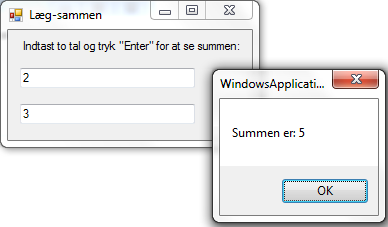 Læg-sammen
Indtast to tal og tryk "Enter" for at se summen:
2
3
WindowsApplicati...
Summen er: 5
OK